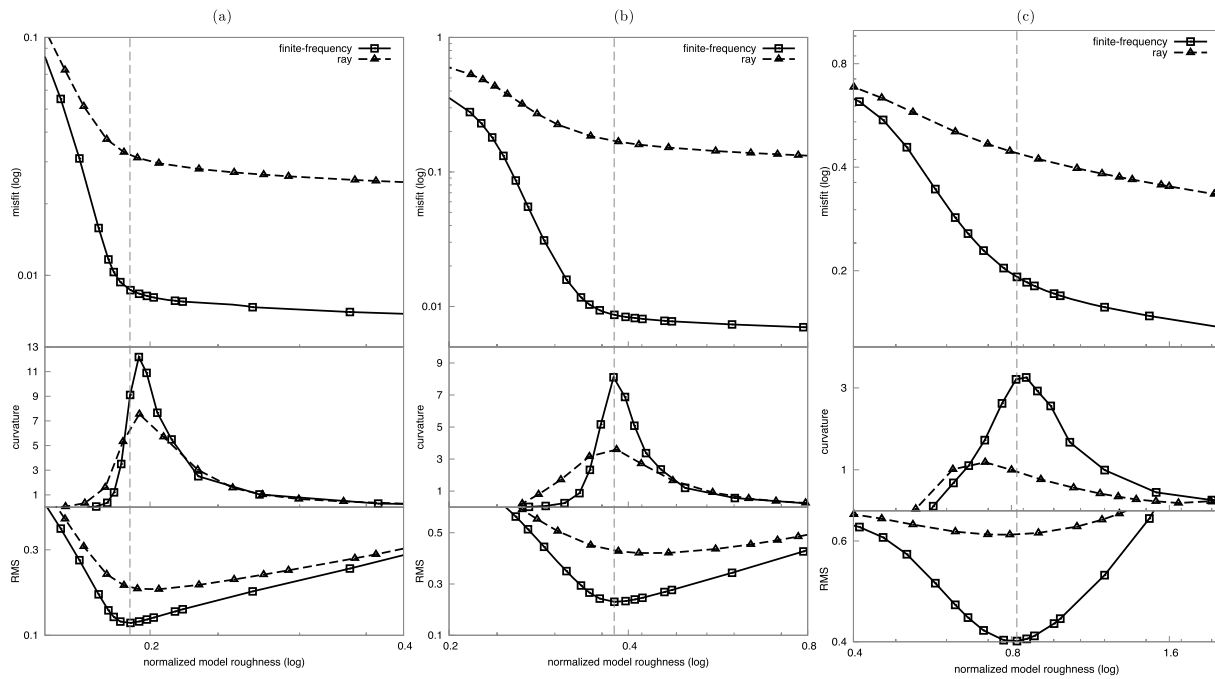 (a)
0.1
finite-frequency
ray
misfit (log)
0.01
13
11
9
7
5
3
1
curvature
0.3
RMS
0.1
0.2
0.4
normalized model roughness (log)
(b)
1
finite-frequency
ray
misfit (log)
0.1
0.01
9
7
5
3
1
curvature
0.5
0.3
0.1
RMS
0.2
0.4
0.8
normalized model roughness (log)
(c)
0.8
finite-frequency
ray
misfit (log)
0.4
0.2
3
1
curvature
0.6
RMS
0.4
0.4
0.8
1.6
normalized model roughness (log)